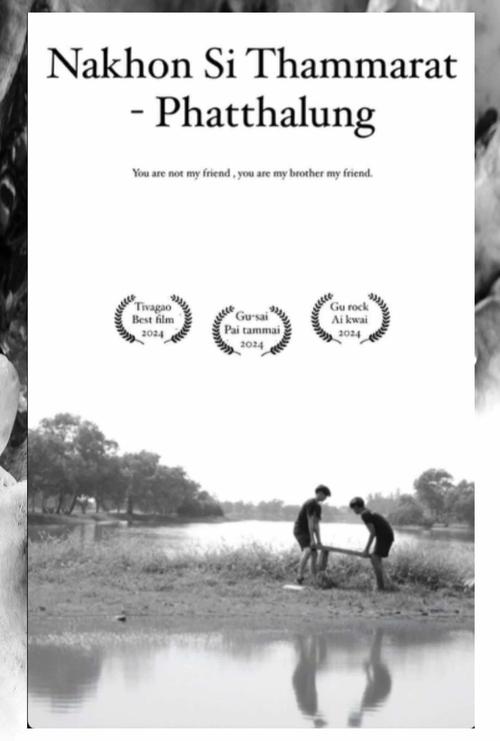 Nakhon Si Thammarat
- Phatthalung
You are not my friend , you are my brother my friend.
Tivagao
Best film
2024
Gu-sai
Pai tammai
2024
Gu rock
Ai kwai
2024